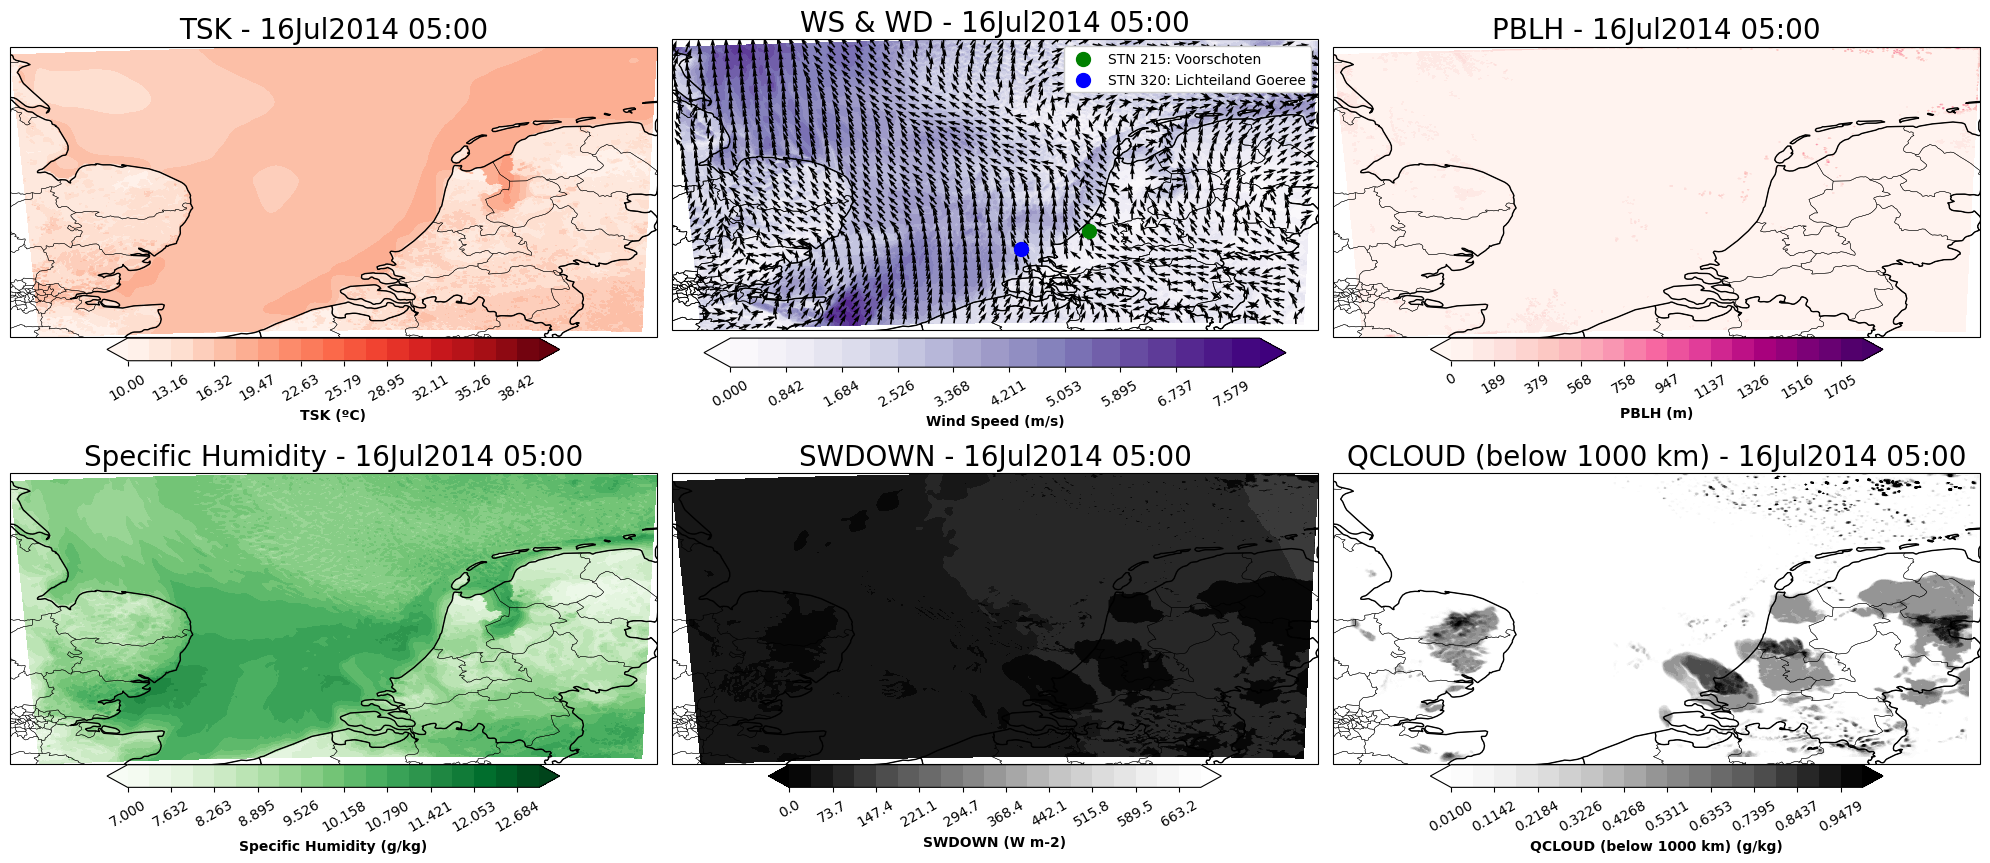 TSK - 16Jul2014 05:00
WS & WD - 16Jul2014 05:00
PBLH - 16Jul2014 05:00
STN 215: Voorschoten
STN 320: Lichteiland Goeree
10.00 13.16 16.32 19.47 22.63 25.79 28.95 32.11 35.26 38.42
TSK (ºC)
0.000 0.842 1.684 2.526 3.368 4.211 5.053 5.895 6.737 7.579
Wind Speed (m/s)
0 189 379 568 758 947 1137 1326 1516 1705
PBLH (m)
Specific Humidity - 16Jul2014 05:00
SWDOWN - 16Jul2014 05:00
QCLOUD (below 1000 km) - 16Jul2014 05:00
7.000 7.632 8.263 8.895 9.526 10.158 10.790 11.421 12.053 12.684
Specific Humidity (g/kg)
0.0 73.7 147.4 221.1 294.7 368.4 442.1 515.8 589.5 663.2
SWDOWN (W m-2)
0.0100 0.1142 0.2184 0.3226 0.4268 0.5311 0.6353 0.7395 0.8437 0.9479
QCLOUD (below 1000 km) (g/kg)